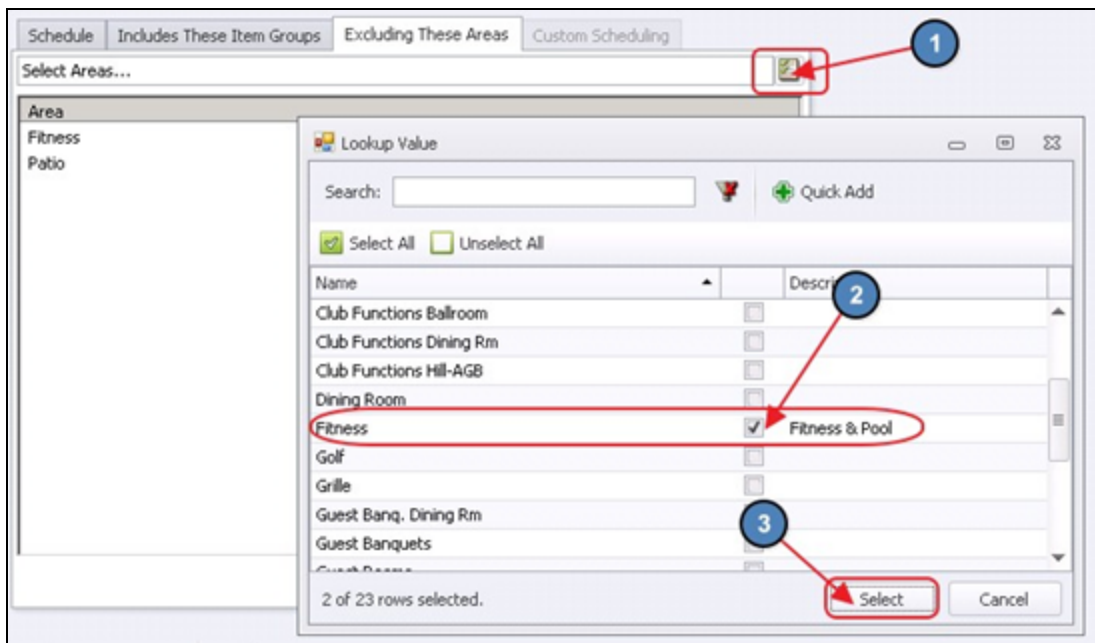 Schedule Includes These Item Groups Excluding These Areas Custom Scheduling
1
Select Areas...
Area
Fitness
Patio
Lookup Value
Search: Quick Add
Select All Unselect All
Name
2
Club Functions Ballroom
Club Functions Dining Rm
Club Functions Hill-AGB
Dining Room
Fitness Fitness & Pool
Golf
Grille
Guest Banq. Dining Rm
Guest Banquets
3
2 of 23 rows selected. Select Cancel